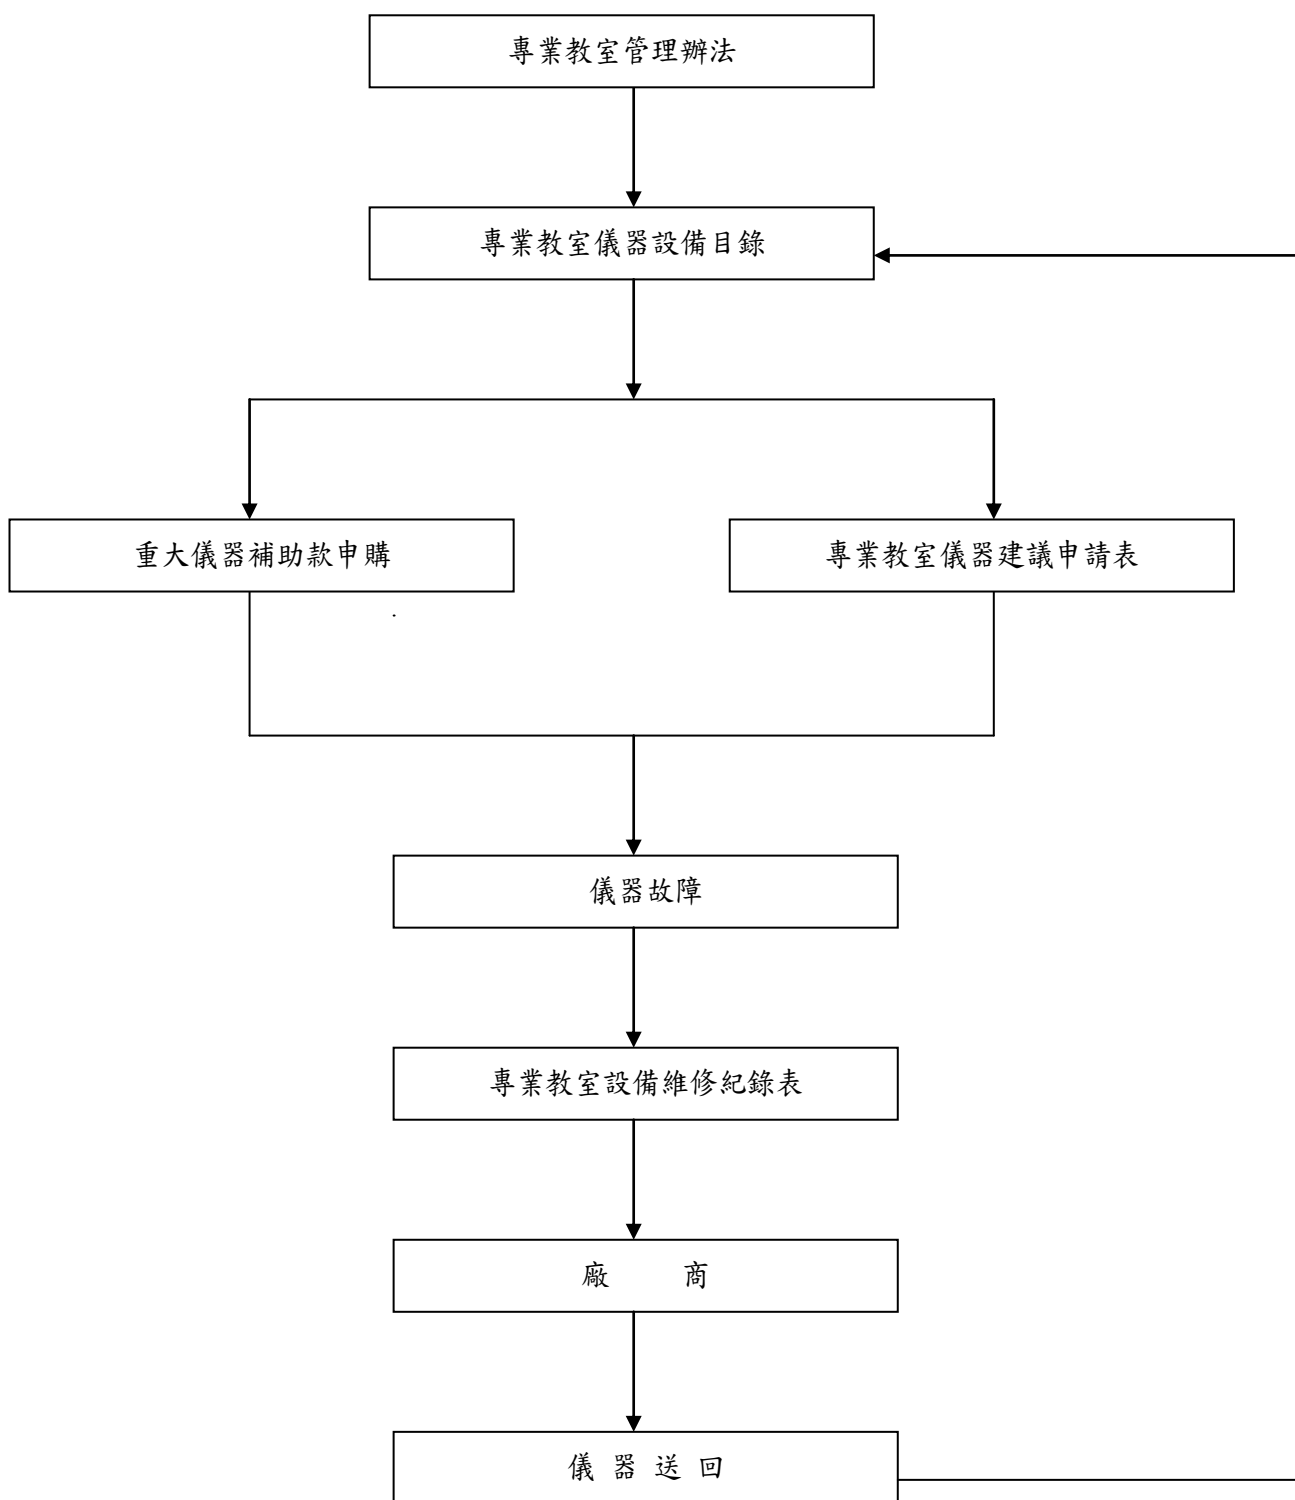 專業教室管理辦法
專業教室儀器設備目錄
重大儀器補助款申購
專業教室儀器建議申請表
儀器故障
專業教室設備維修紀錄表
廠　　商
儀 器 送 回